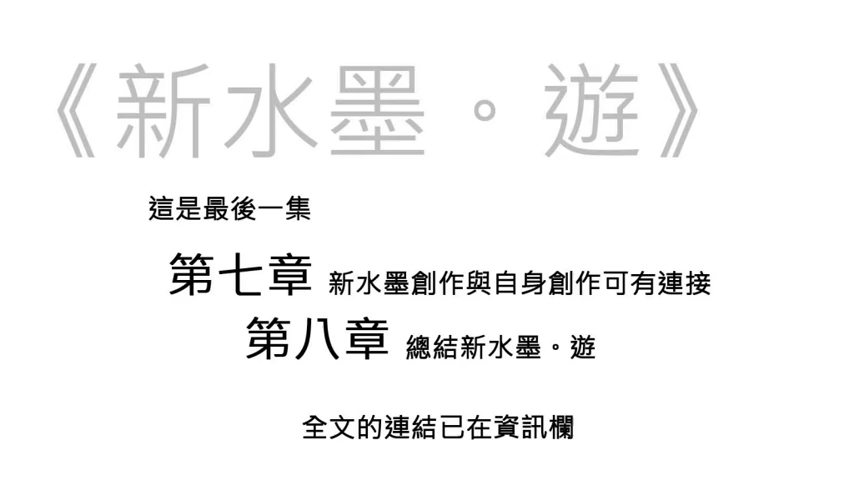 《新水墨。遊》
這是最後一集
第七章 新水墨創作與自身創作可有連接
第八章 總結新水墨。遊
全文的連結已在資訊欄